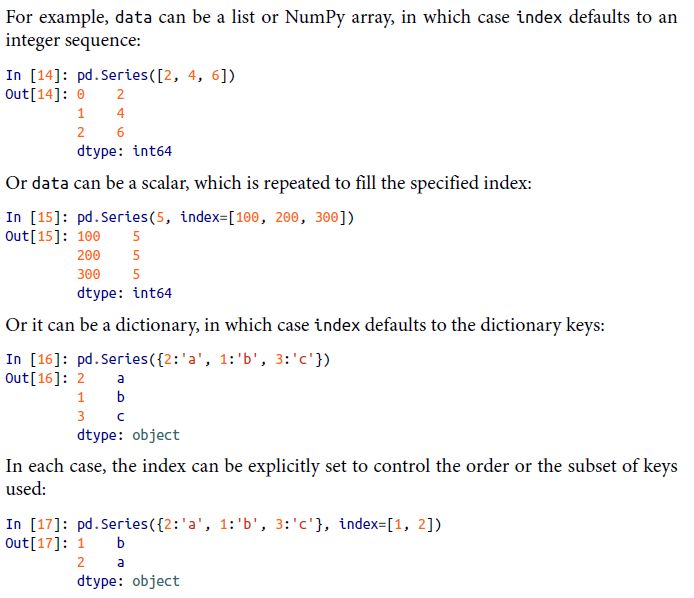 For example, data can be a list or NumPy array, in which case index defaults to an
integer sequence:
In [14]: pd.Series([2, 4, 6])
Out[14]: 0    2
         1    4
         2    6
         dtype: int64
Or data can be a scalar, which is repeated to fill the specified index:
In [15]: pd.Series(5, index=[100, 200, 300])
Out[15]: 100    5
         200    5
         300    5
         dtype: int64
Or it can be a dictionary, in which case index defaults to the dictionary keys:
In [16]: pd.Series({2:'a', 1:'b', 3:'c'})
Out[16]: 2    a
         1    b
         3    c
         dtype: object
In each case, the index can be explicitly set to control the order or the subset of keys
used:
In [17]: pd.Series({2:'a', 1:'b', 3:'c'}, index=[1, 2])
Out[17]: 1    b
         2    a
         dtype: object